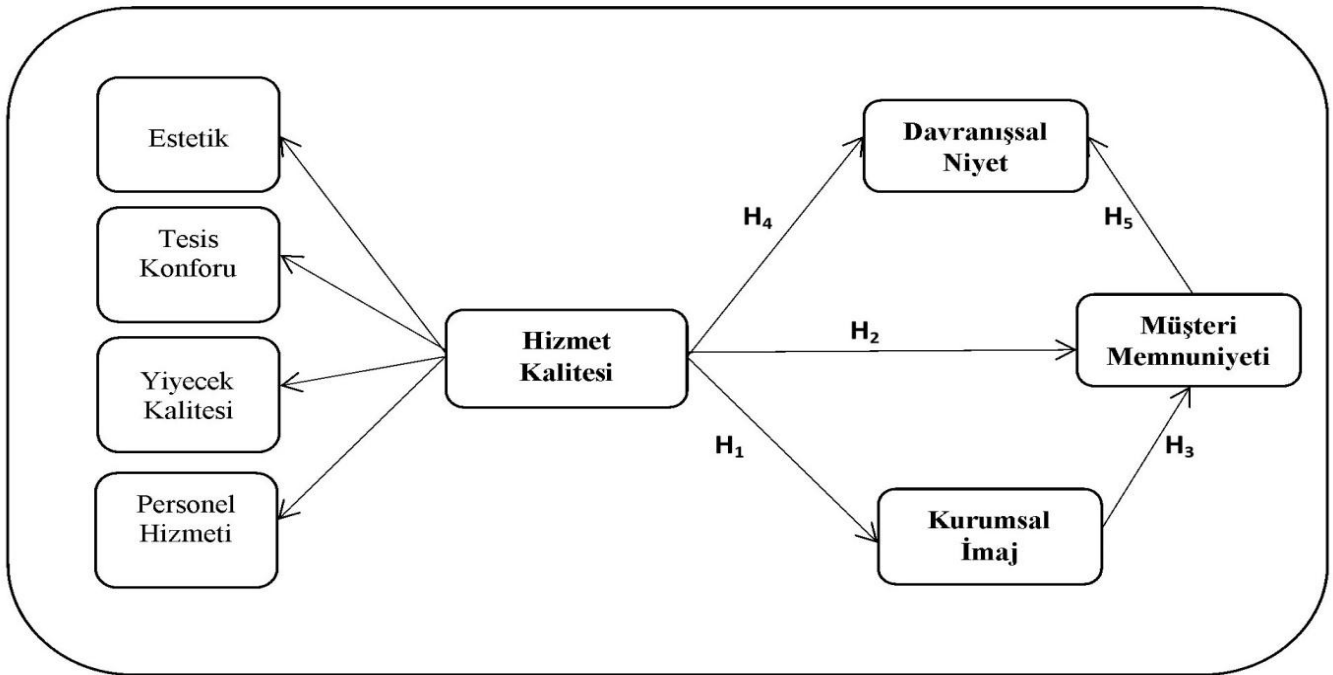 Estetik
Tesis
Konforu
Yiyecek
Kalitesi
Personel
Hizmeti
Hizmet
Kalitesi
Davranışsal
Niyet
H₄
H₅
H₂
Müşteri
Memnuniyeti
H₁
H₃
Kurumsal
İmaj